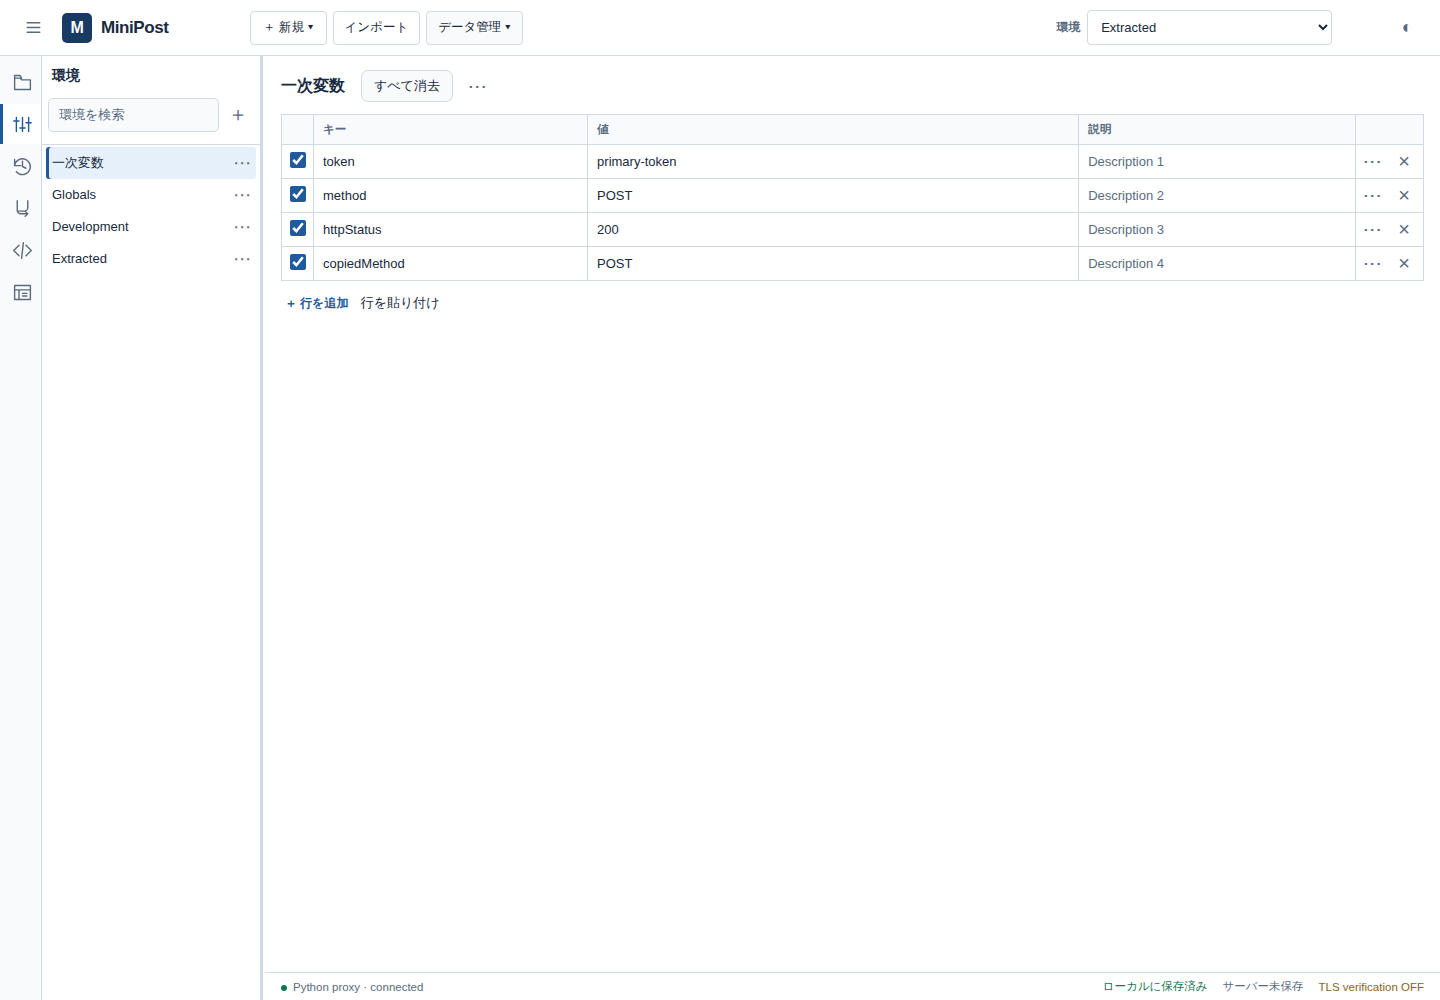 M MiniPost ＋ 新規 ▾ インポート データ管理 ▾ 環境 Extracted
環境
環境を検索 ＋
一次変数 ···
Globals ···
Development ···
Extracted ···
一次変数 すべて消去 ···
キー 値 説明
token primary-token Description 1 ··· ×
method POST Description 2 ··· ×
httpStatus 200 Description 3 ··· ×
copiedMethod POST Description 4 ··· ×
＋ 行を追加 行を貼り付け
Python proxy · connected ローカルに保存済み サーバー未保存 TLS verification OFF